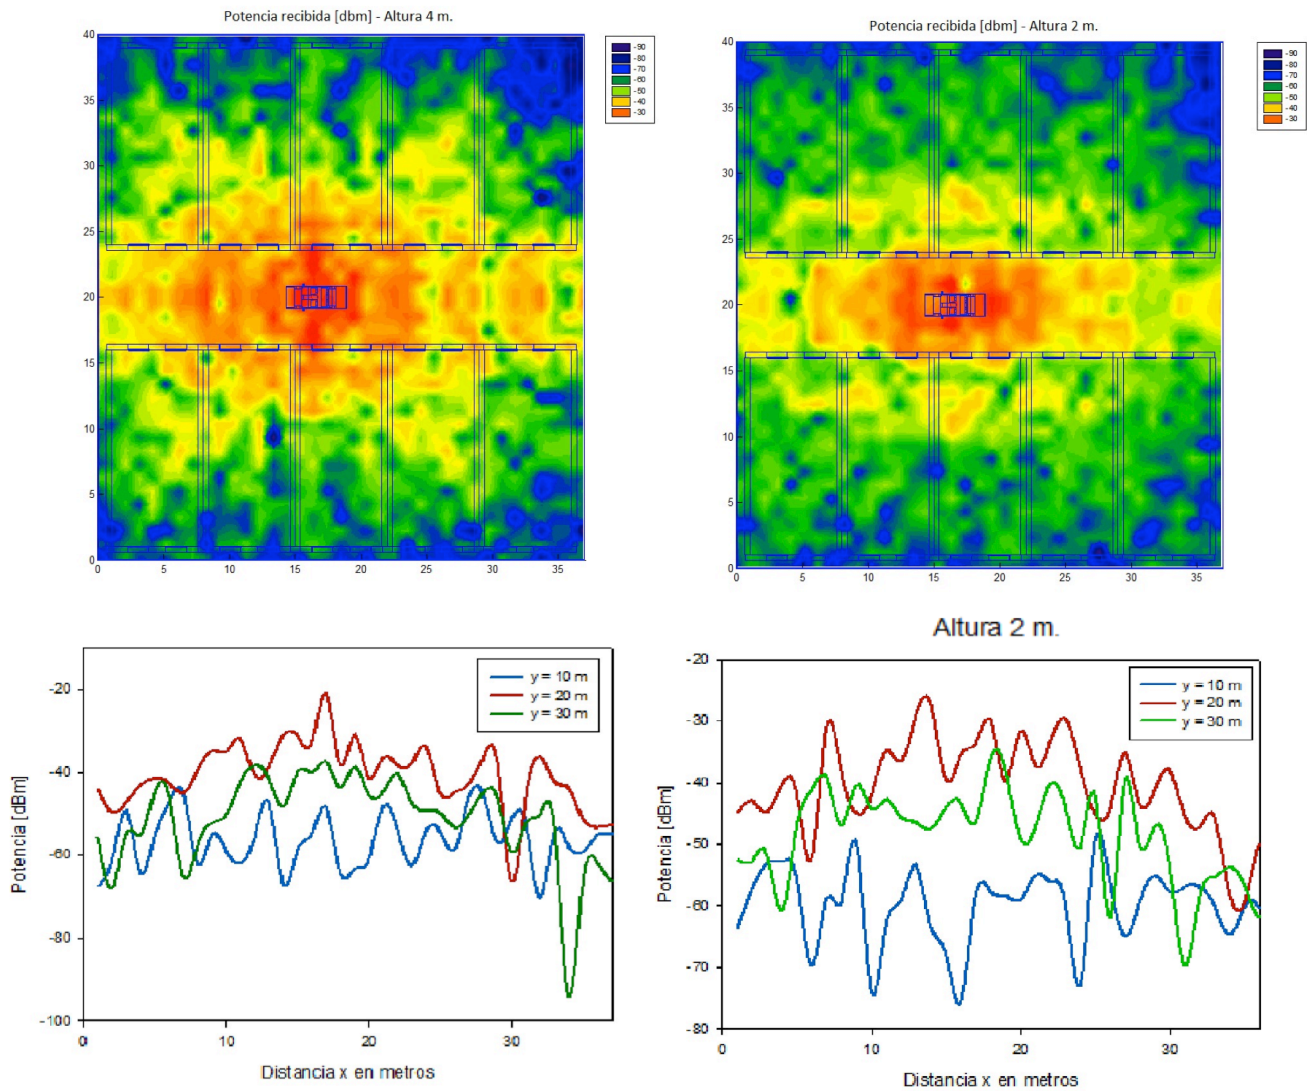 Potencia recibida [dbm] - Altura 4 m.
40
35
30
25
20
15
10
5
0
0 5 10 15 20 25 30 35
-90
-80
-70
-60
-50
-40
-30
Potencia recibida [dbm] - Altura 2 m.
40
35
30
25
20
15
10
5
0
0 5 10 15 20 25 30 35
-90
-80
-70
-60
-50
-40
-30
y = 10 m
y = 20 m
y = 30 m
-20
-40
-60
-80
-100
Potencia [dBm]
0 10 20 30
Distancia x en metros
Altura 2 m.
y = 10 m
y = 20 m
y = 30 m
-20
-30
-40
-50
-60
-70
-80
Potencia [dBm]
0 10 20 30
Distancia x en metros